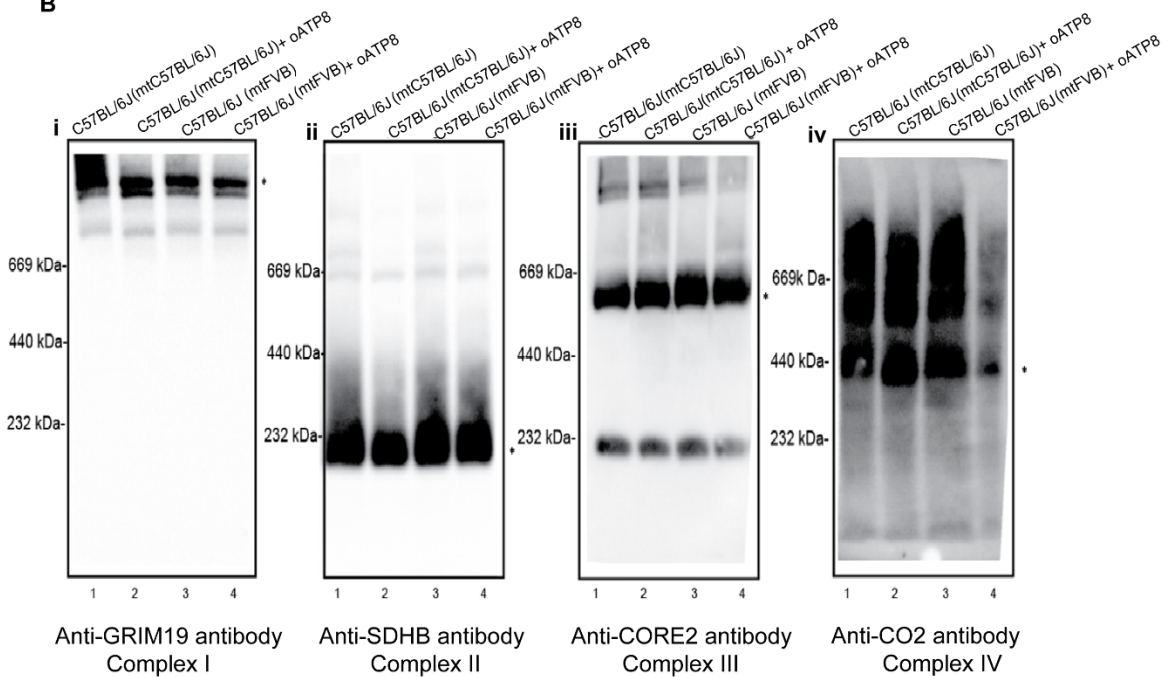 B
i
C57BL/6J(mtC57BL/6J)
C57BL/6J(mtC57BL/6J)+ oATP8
C57BL/6J (mtFVB)
C57BL/6J (mtFVB)+ oATP8
*
669 kDa-
440 kDa-
232 kDa-
1 2 3 4
Anti-GRIM19 antibody
Complex I
ii
C57BL/6J (mtC57BL/6J)
C57BL/6J (mtC57BL/6J)+ oATP8
C57BL/6J (mtFVB)
C57BL/6J (mtFVB)+ oATP8
669 kDa-
440 kDa-
232 kDa-
*
1 2 3 4
Anti-SDHB antibody
Complex II
iii
C57BL/6J(mtC57BL/6J)
C57BL/6J (mtC57BL/6J) + oATP8
C57BL/6J (mtFVB)
C57BL/6J (mtFVB)+ oATP8
669 kDa-
*
440 kDa-
232 kDa-
1 2 3 4
Anti-CORE2 antibody
Complex III
iv
C57BL/6J (mtC57BL/6J)
C57BL/6J (mtC57BL/6J)+ oATP8
C57BL/6J (mtFVB)
C57BL/6J (mtFVB)+ oATP8
669k Da-
440 kDa-
*
232 kDa-
1 2 3 4
Anti-CO2 antibody
Complex IV